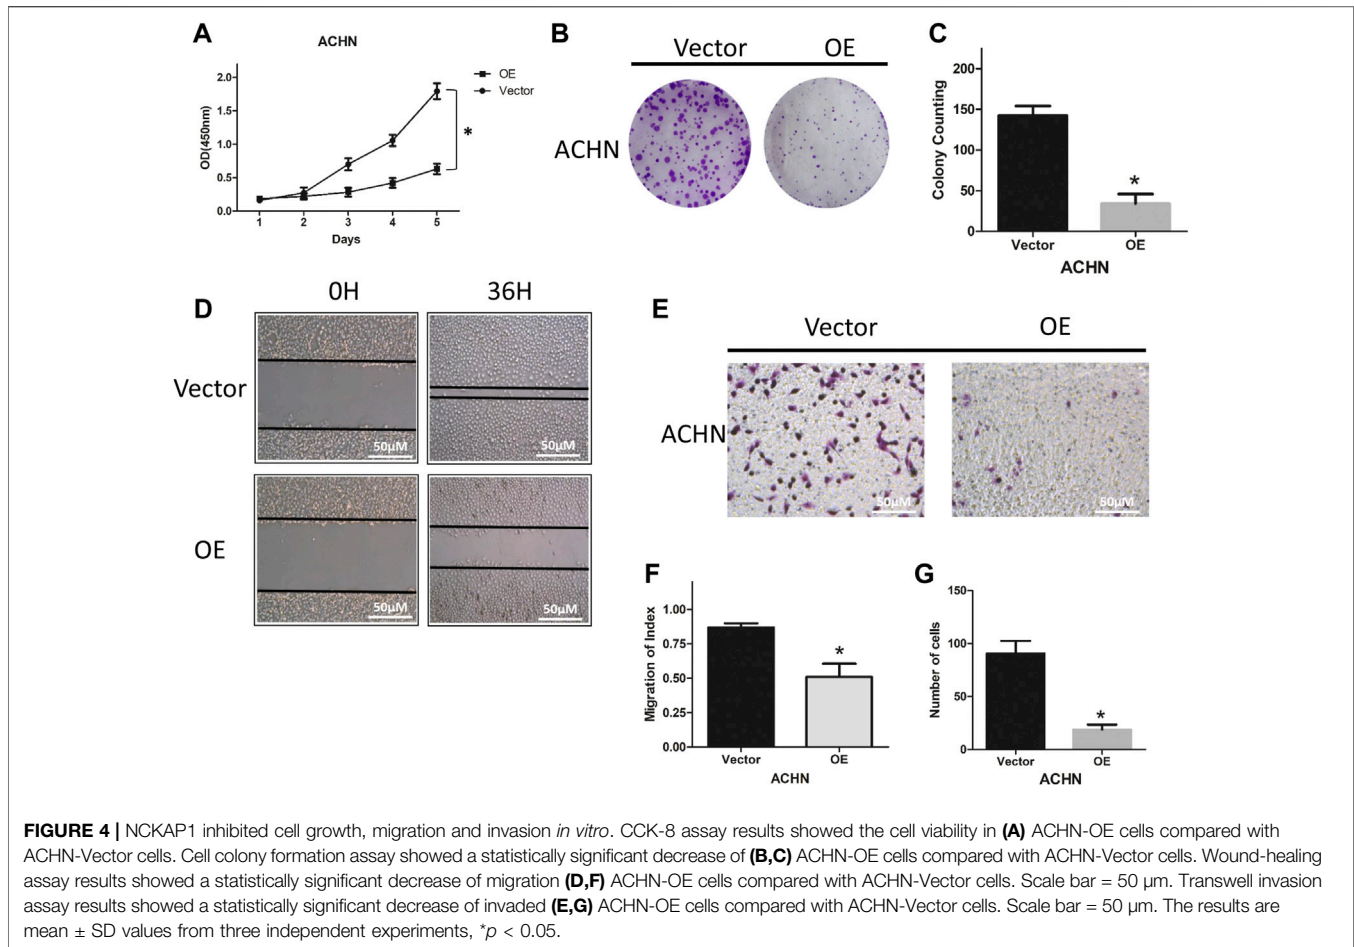 A
ACHN
2.0
1.5
1.0
0.5
0.0
OD(450nm)
1 2 3 4 5
Days
OE
Vector
*
B
Vector OE
ACHN
C
200
150
100
50
0
Colony Counting
*
Vector OE
ACHN
D
0H 36H
Vector
50μM 50μM
OE
50μM 50μM
E
Vector OE
ACHN
50μM 50μM
F
1.00
0.75
0.50
0.25
0.00
Migration of Index
*
Vector OE
ACHN
G
150
100
50
0
Number of cells
*
Vector OE
ACHN
FIGURE 4 | NCKAP1 inhibited cell growth, migration and invasion in vitro. CCK-8 assay results showed the cell viability in (A) ACHN-OE cells compared with
ACHN-Vector cells. Cell colony formation assay showed a statistically significant decrease of (B,C) ACHN-OE cells compared with ACHN-Vector cells. Wound-healing
assay results showed a statistically significant decrease of migration (D,F) ACHN-OE cells compared with ACHN-Vector cells. Scale bar = 50 μm. Transwell invasion
assay results showed a statistically significant decrease of invaded (E,G) ACHN-OE cells compared with ACHN-Vector cells. Scale bar = 50 μm. The results are
mean ± SD values from three independent experiments, *p < 0.05.